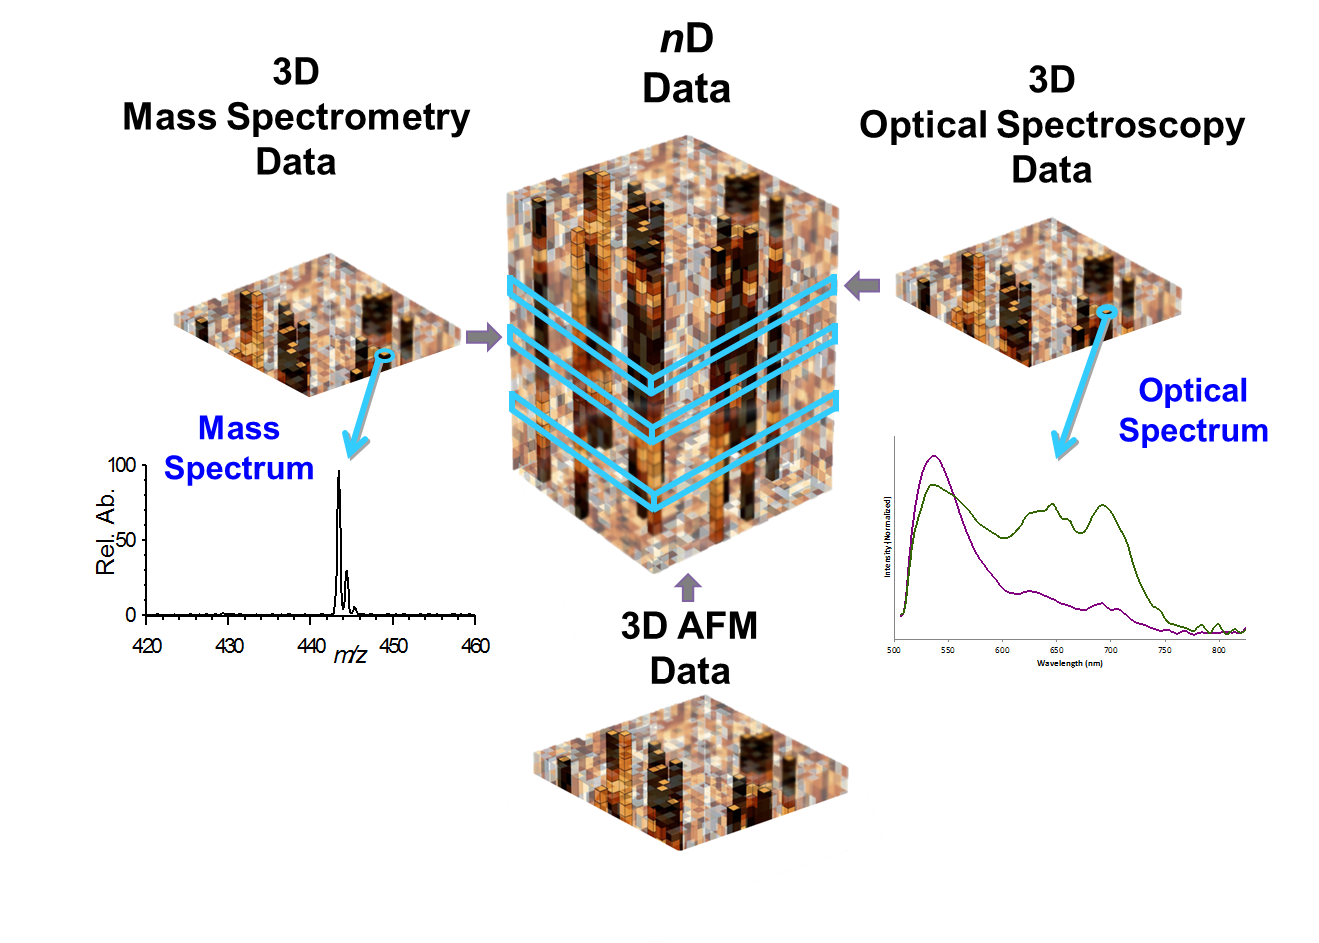 nD
Data
3D
Mass Spectrometry
Data
3D
Optical Spectroscopy
Data
Mass
Spectrum
Optical
Spectrum
Rel. Ab.
100
50
0
420 430 440 450 460
m/z
3D AFM
Data
Intensity (Normalized)
500 550 600 650 700 750 800
Wavelength (nm)